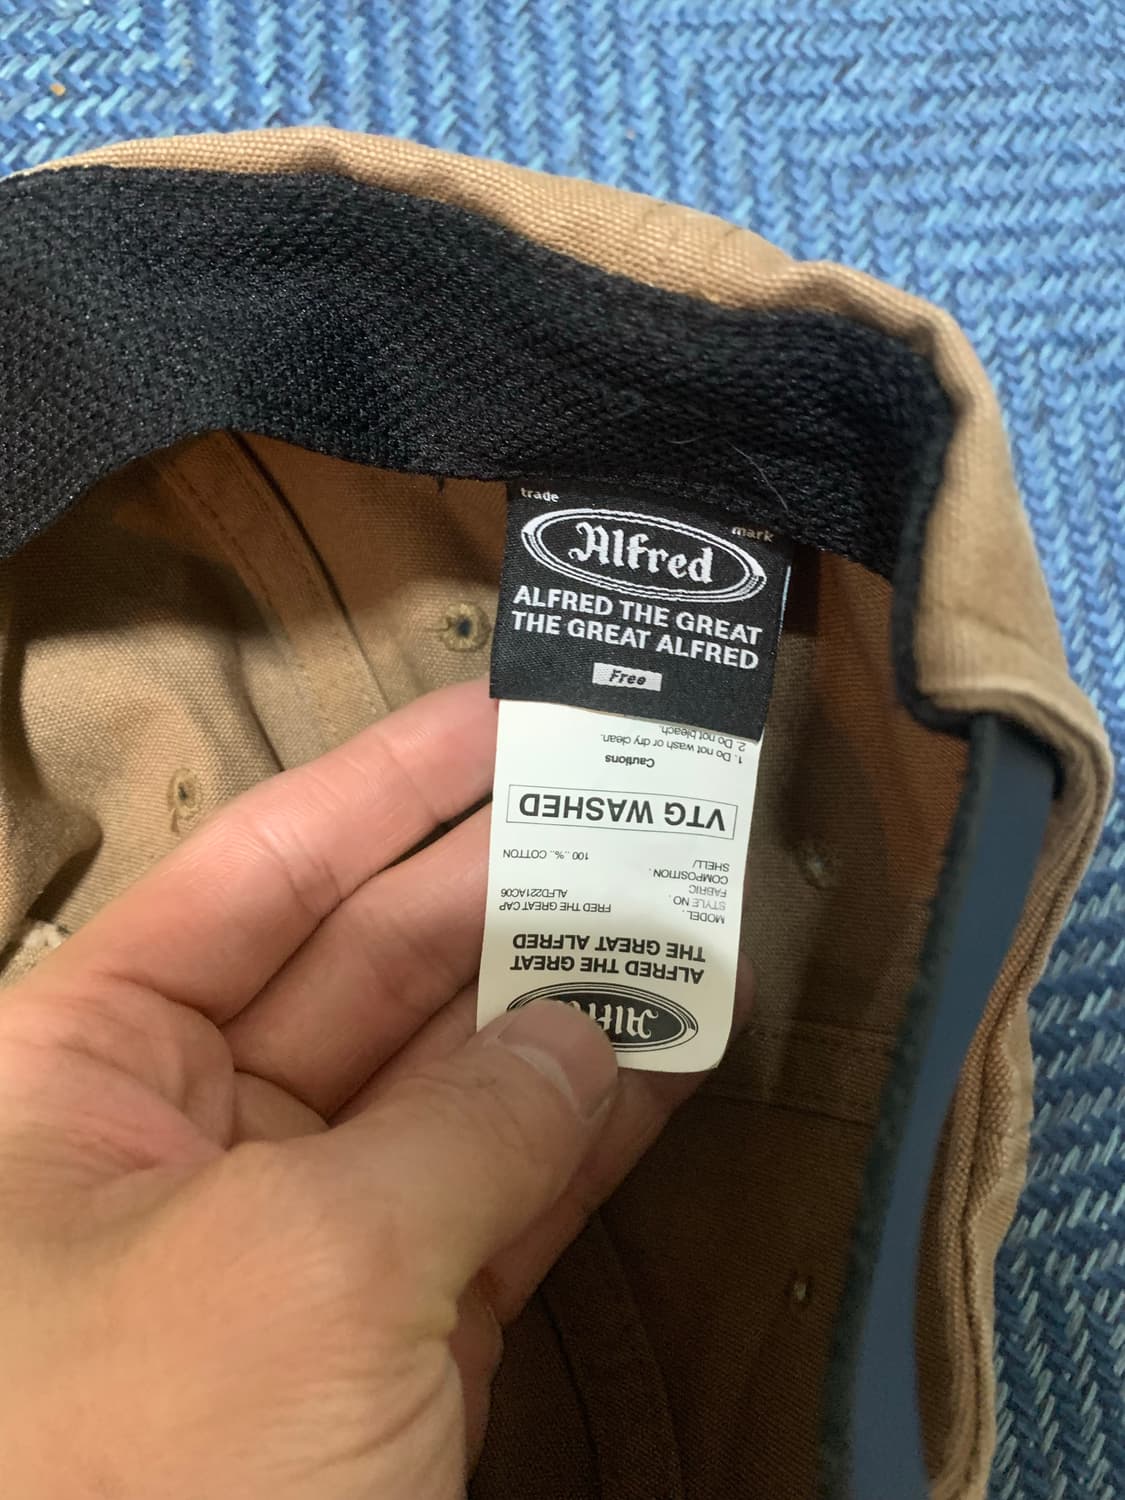 trade
mark
Alfred
ALFRED THE GREAT
THE GREAT ALFRED
Free
ALFRED THE GREAT
THE GREAT ALFRED
MODEL. FRED THE GREAT CAP
STYLE NO. ALFD221AC06
FABRIC
COMPOSITION.
SHELL/ 100..%.. COTTON
VTG WASHED
Cautions
1. Do not wash or dry clean.
2. Do not bleach.